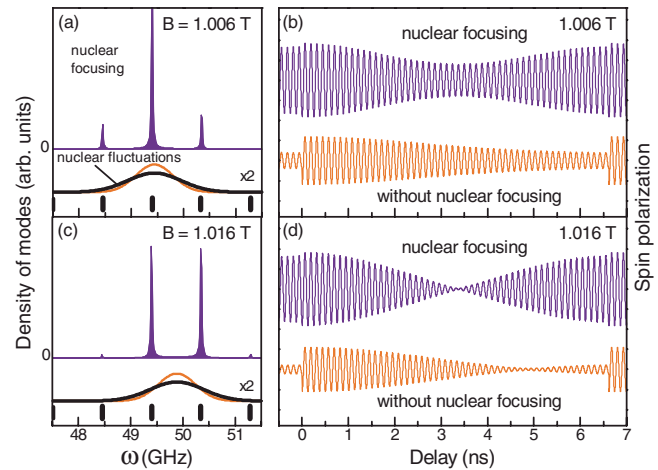 Density of modes (arb. units)
(a)
B = 1.006 T
nuclear
focusing
0
nuclear fluctuations
x2
(c)
B = 1.016 T
0
x2
48 49 50 51
ω (GHz)
(b)
1.006 T
nuclear focusing
without nuclear focusing
(d)
1.016 T
nuclear focusing
without nuclear focusing
0 1 2 3 4 5 6 7
Delay (ns)
Spin polarization